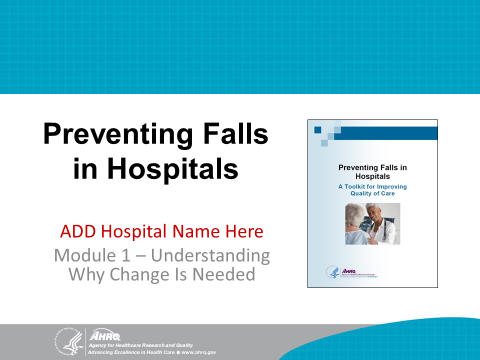 Preventing Falls
in Hospitals
ADD Hospital Name Here
Module 1 – Understanding
Why Change Is Needed
Preventing Falls in
Hospitals
A Toolkit for Improving
Quality of Care
AHRQ
AHRQ
Agency for Healthcare Research and Quality
Advancing Excellence in Health Care ■ www.ahrq.gov